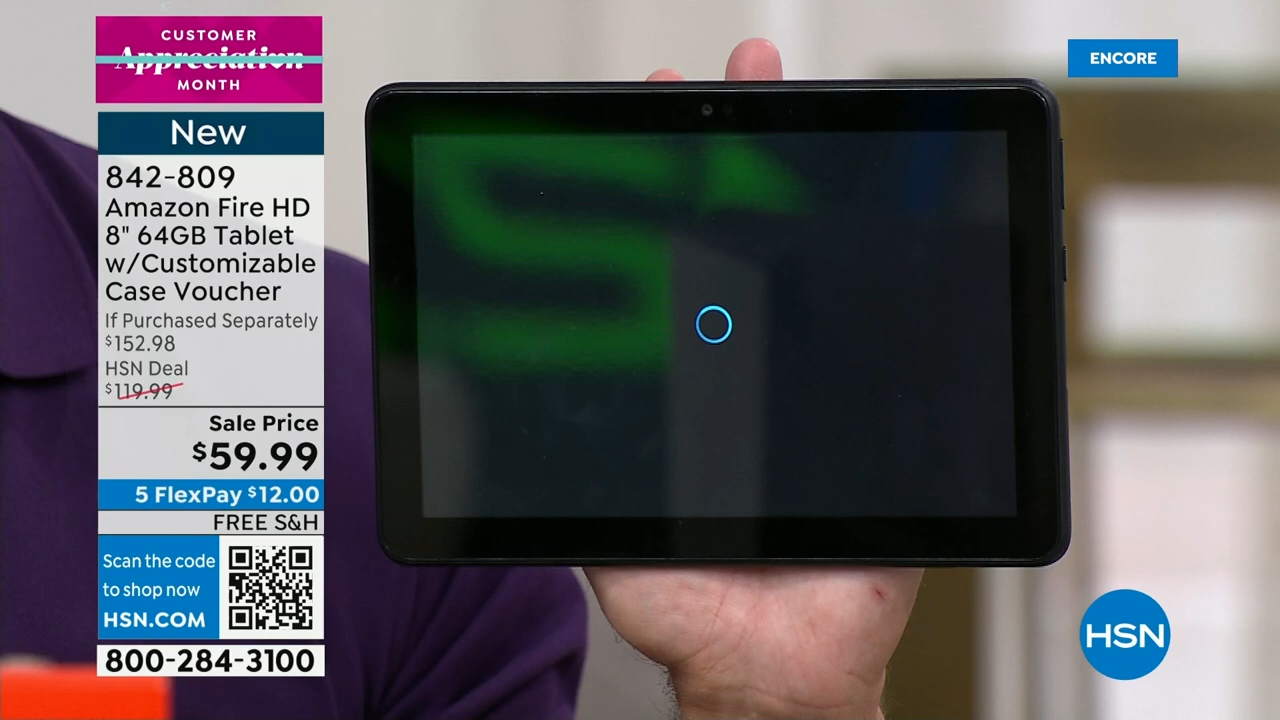 CUSTOMER
Appreciation
MONTH
New
842-809
Amazon Fire HD
8" 64GB Tablet
w/Customizable
Case Voucher
If Purchased Separately
$152.98
HSN Deal
$119.99
Sale Price
$59.99
5 FlexPay $12.00
FREE S&H
Scan the code
to shop now
HSN.COM
800-284-3100
ENCORE
HSN